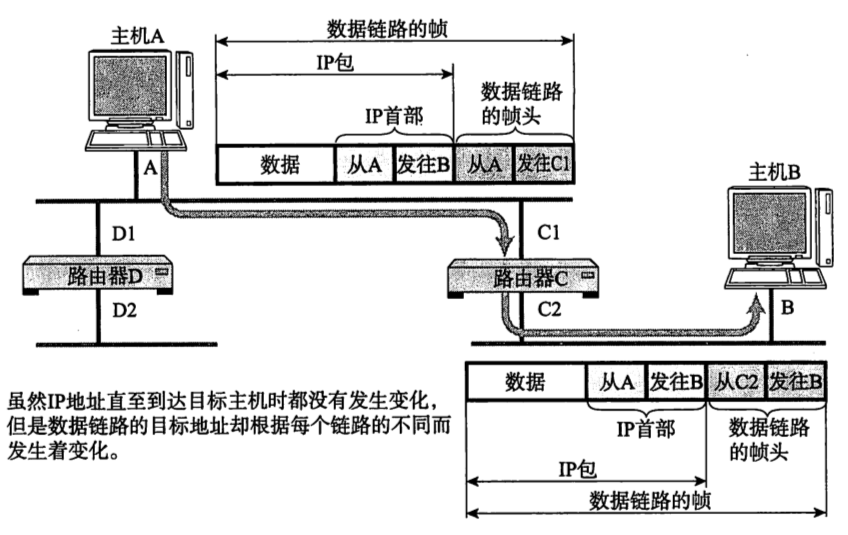 主机A
数据链路的帧
IP包
IP首部
数据链路
的帧头
数据 从A 发往B 从A 发往C1
A
主机B
D1
C1
路由器D
路由器C
D2
C2
B
数据 从A 发往B 从C2 发往B
IP首部
数据链路
的帧头
IP包
数据链路的帧
虽然IP地址直至到达目标主机时都没有发生变化，
但是数据链路的目标地址却根据每个链路的不同而
发生着变化。